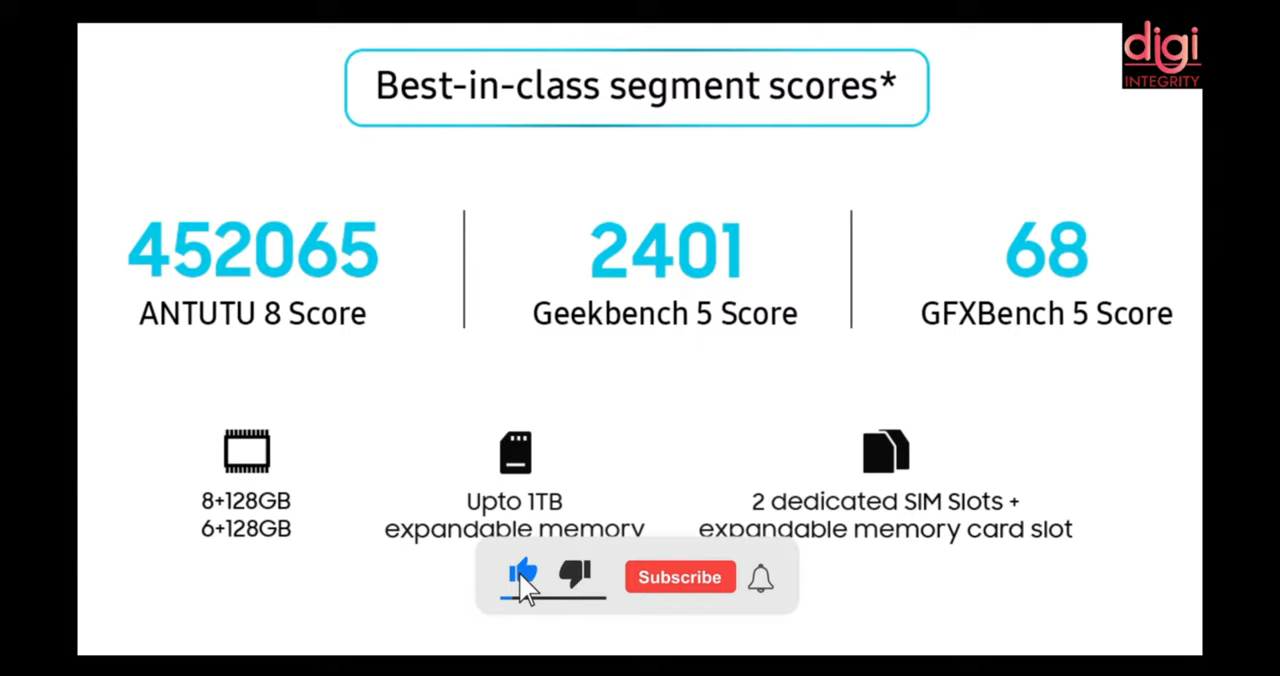 digi
INTEGRITY
Best-in-class segment scores*
452065
ANTUTU 8 Score
2401
Geekbench 5 Score
68
GFXBench 5 Score
8+128GB
6+128GB
Upto 1TB
expandable memory
2 dedicated SIM Slots +
expandable memory card slot
Subscribe